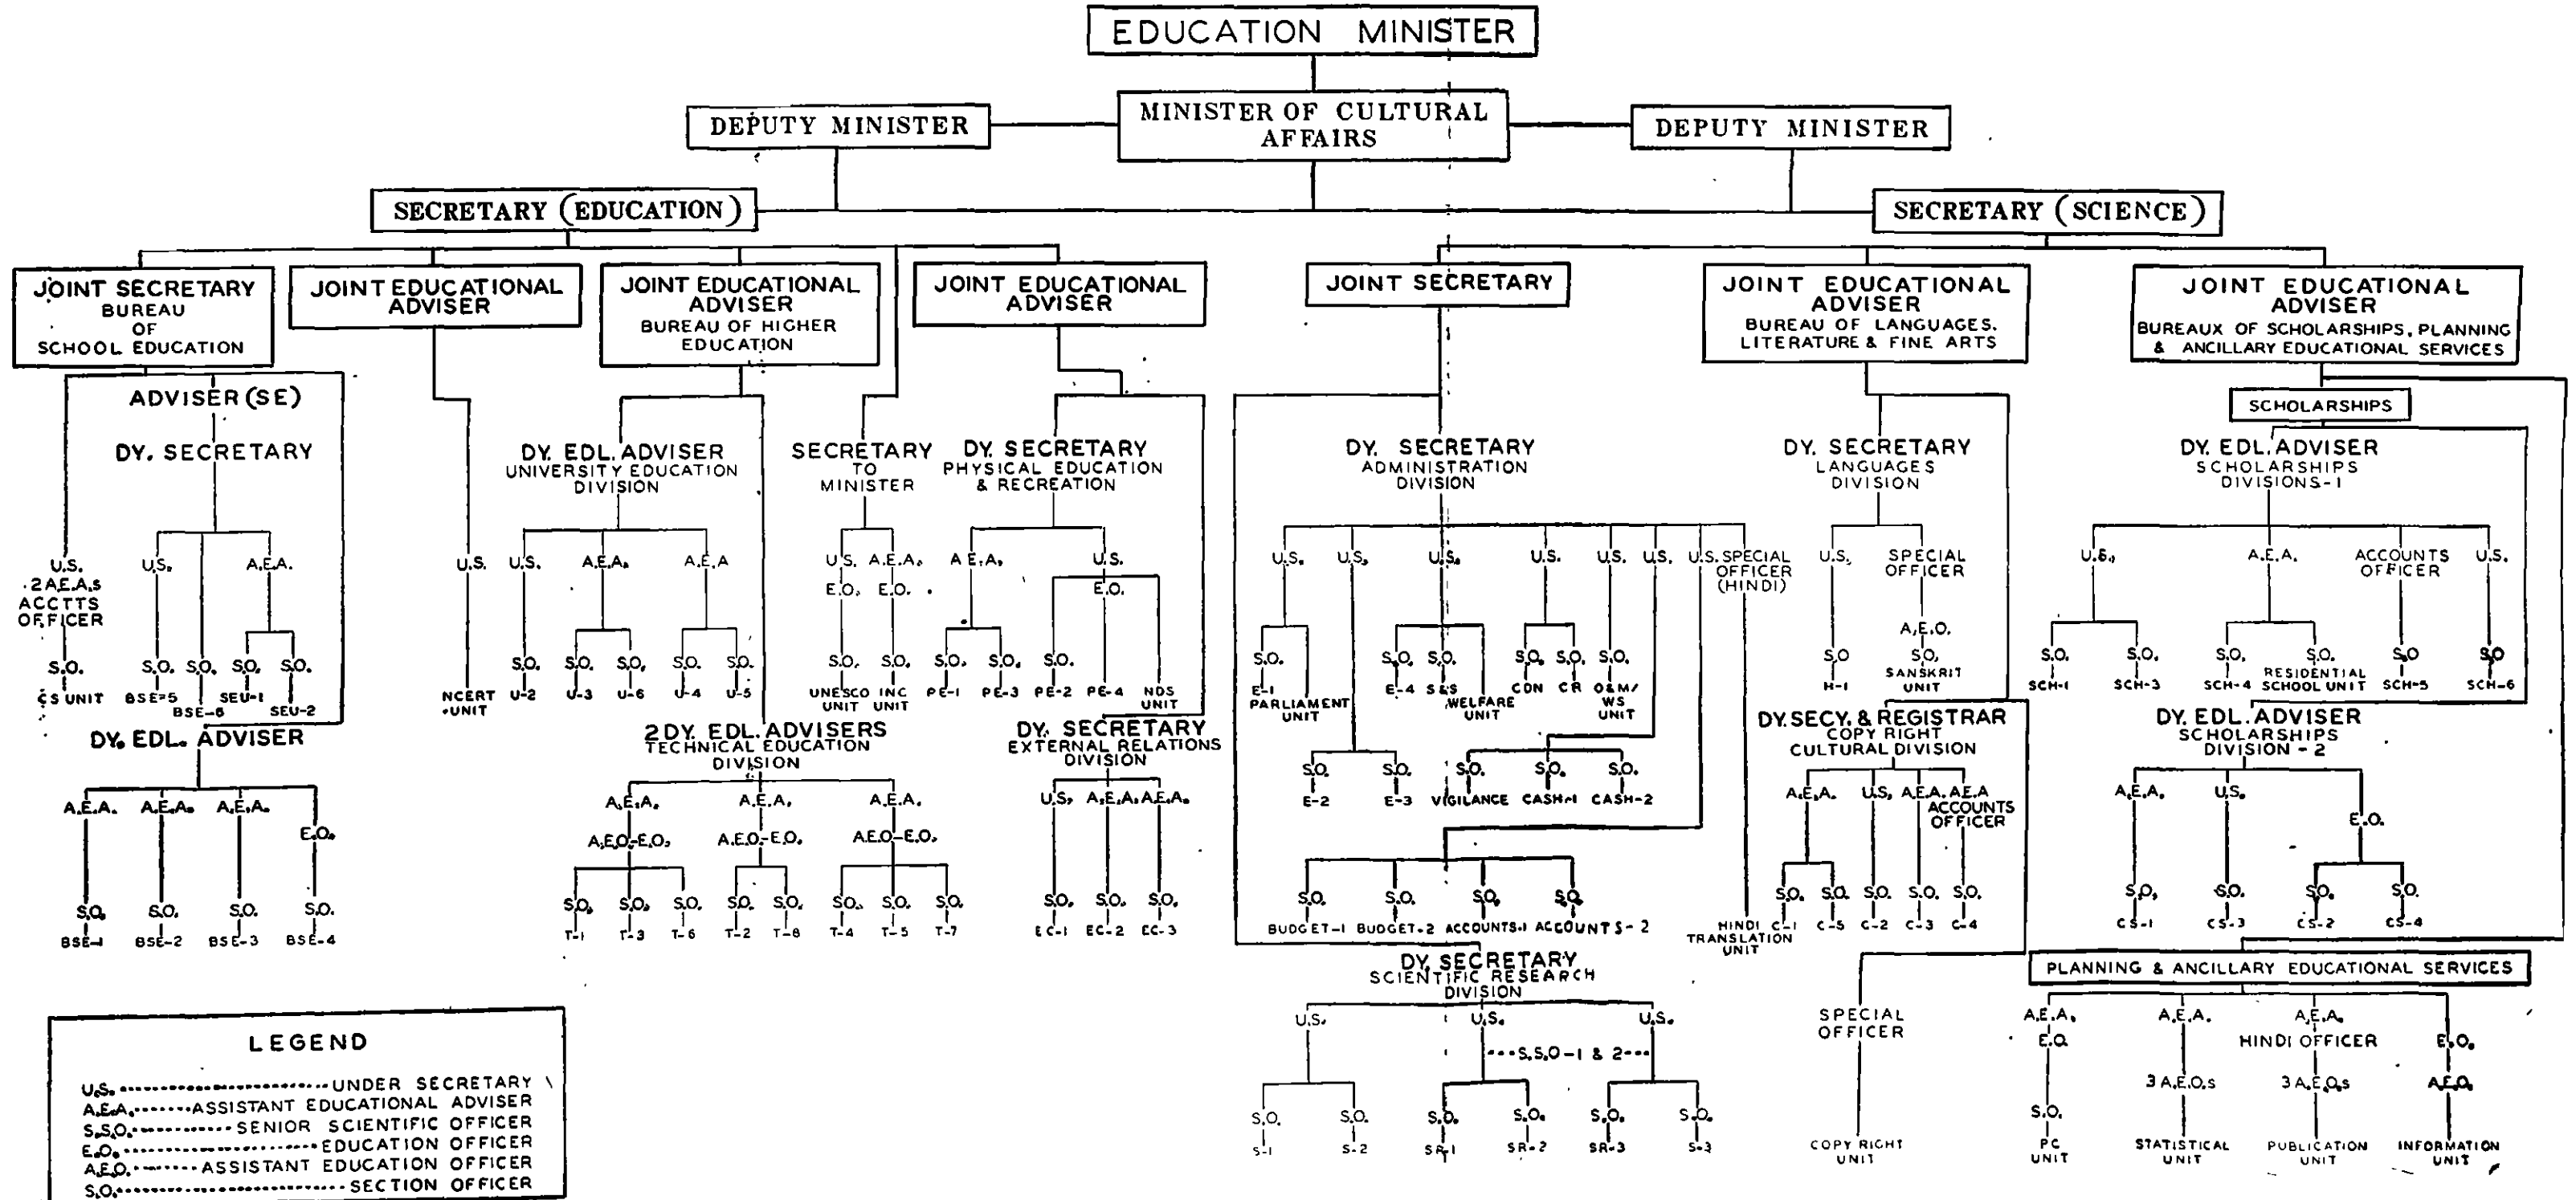 EDUCATION MINISTER
DEPUTY MINISTER
MINISTER OF CULTURAL
AFFAIRS
DEPUTY MINISTER
SECRETARY (EDUCATION)
SECRETARY (SCIENCE)
JOINT SECRETARY
BUREAU
OF
SCHOOL EDUCATION
JOINT EDUCATIONAL
ADVISER
JOINT EDUCATIONAL
ADVISER
BUREAU OF HIGHER
EDUCATION
JOINT EDUCATIONAL
ADVISER
JOINT SECRETARY
JOINT EDUCATIONAL
ADVISER
BUREAU OF LANGUAGES,
LITERATURE & FINE ARTS
JOINT EDUCATIONAL
ADVISER
BUREAUX OF SCHOLARSHIPS, PLANNING
& ANCILLARY EDUCATIONAL SERVICES
ADVISER (SE)
DY. SECRETARY
U.S.
2 A.E.A.s
ACCTTS
OFFICER
S.O.
CS UNIT
U.S.
A.E.A.
S.O. S.O. S.O. S.O.
BSE-5
BSE-6
SEU-1
SEU-2
DY. EDL. ADVISER
A.E.A. A.E.A. A.E.A.
E.O.
S.O. S.O. S.O. S.O.
BSE-1 BSE-2 BSE-3 BSE-4
U.S.
NCERT
UNIT
DY. EDL. ADVISER
UNIVERSITY EDUCATION
DIVISION
U.S. A.E.A. A.E.A
S.O. S.O. S.O. S.O. S.O.
U-2 U-3 U-6 U-4 U-5
2 DY. EDL. ADVISERS
TECHNICAL EDUCATION
DIVISION
A.E.A. A.E.A. A.E.A.
A.E.O-E.O. A.E.O-E.O. A.E.O-E.O.
S.O. S.O. S.O. S.O. S.O. S.O. S.O. S.O.
T-1 T-3 T-6 T-2 T-8 T-4 T-5 T-7
SECRETARY
TO
MINISTER
U.S. A.E.A.
E.O. E.O.
S.O. S.O.
UNESCO UNIT
INC UNIT
DY. SECRETARY
PHYSICAL EDUCATION
& RECREATION
A.E.A. U.S.
E.O.
S.O. S.O. S.O.
PE-1 PE-3 PE-2 PE-4 NDS
UNIT
DY. SECRETARY
EXTERNAL RELATIONS
DIVISION
U.S. A.E.A. A.E.A.
S.O. S.O. S.O.
EC-1 EC-2 EC-3
DY. SECRETARY
ADMINISTRATION
DIVISION
U.S. U.S. U.S. U.S. U.S. U.S. U.S. SPECIAL
OFFICER
(HINDI)
S.O. S.O. S.O. S.O. S.O. S.O.
E-1
PARLIAMENT
UNIT
E-4 S&S
WELFARE
UNIT
CDN CR O&M/
WS
UNIT
S.O. S.O. S.O. S.O. S.O.
E-2 E-3 VIGILANCE CASH-1 CASH-2
S.O. S.O. S.O. S.O.
BUDGET-1 BUDGET-2 ACCOUNTS-1 ACCOUNTS-2
HINDI
TRANSLATION
UNIT
DY. SECRETARY
SCIENTIFIC RESEARCH
DIVISION
U.S. U.S. U.S.
S.S.O-1 & 2
S.O. S.O. S.O. S.O. S.O. S.O.
S-1 S-2 SR-1 SR-2 SR-3 S-3
DY. SECRETARY
LANGUAGES
DIVISION
U.S. SPECIAL
OFFICER
A.E.O.
S.O S.O.
H-1 SANSKRIT
UNIT
DY. SECY. & REGISTRAR
COPY RIGHT
CULTURAL DIVISION
A.E.A. U.S. A.E.A. A.E.A
ACCOUNTS
OFFICER
S.O. S.O. S.O. S.O. S.O.
C-1 C-5 C-2 C-3 C-4
SPECIAL
OFFICER
COPY RIGHT
UNIT
SCHOLARSHIPS
DY. EDL. ADVISER
SCHOLARSHIPS
DIVISIONS-1
U.S. A.E.A. ACCOUNTS
OFFICER
U.S.
S.O. S.O. S.O. S.O. S.O S.O
SCH-1 SCH-3 SCH-4 RESIDENTIAL
SCHOOL UNIT
SCH-5 SCH-6
DY. EDL. ADVISER
SCHOLARSHIPS
DIVISION - 2
A.E.A. U.S.
E.O.
S.O. S.O. S.O. S.O.
CS-1 CS-3 CS-2 CS-4
PLANNING & ANCILLARY EDUCATIONAL SERVICES
A.E.A. A.E.A. A.E.A.
E.O. HINDI OFFICER E.O.
3 A.E.O.s 3 A.E.O.s A.E.O.
S.O.
PC
UNIT
STATISTICAL
UNIT
PUBLICATION
UNIT
INFORMATION
UNIT
LEGEND
U.S. UNDER SECRETARY
A.E.A. ASSISTANT EDUCATIONAL ADVISER
S.S.O. SENIOR SCIENTIFIC OFFICER
E.O. EDUCATION OFFICER
A.E.O. ASSISTANT EDUCATION OFFICER
S.O. SECTION OFFICER